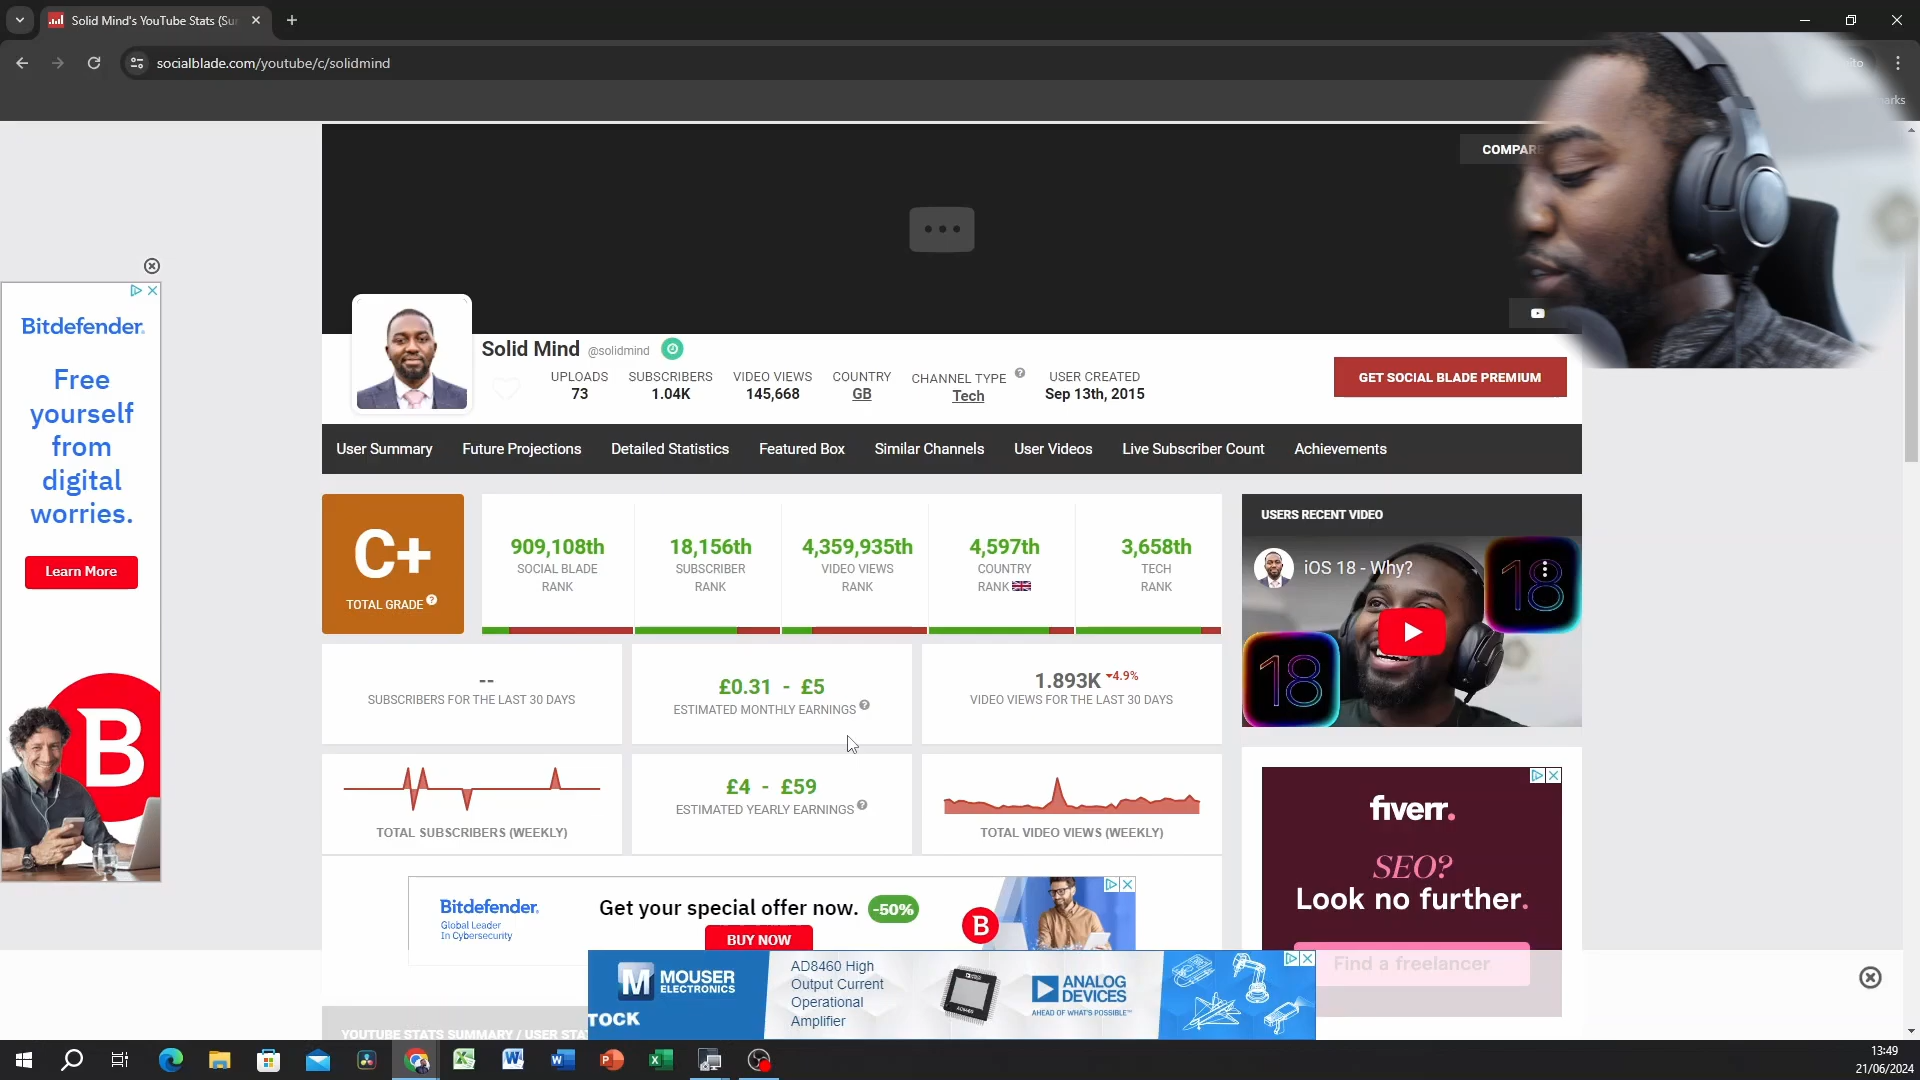 Solid Mind's YouTube Stats (Su
socialblade.com/youtube/c/solidmind
COMPARE
Bitdefender.
Free
yourself
from
digital
worries.
Learn More
B
Solid Mind @solidmind
UPLOADS
73
SUBSCRIBERS
1.04K
VIDEO VIEWS
145,668
COUNTRY
GB
CHANNEL TYPE
Tech
USER CREATED
Sep 13th, 2015
GET SOCIAL BLADE PREMIUM
User Summary Future Projections Detailed Statistics Featured Box Similar Channels User Videos Live Subscriber Count Achievements
C+
TOTAL GRADE
909,108th
SOCIAL BLADE
RANK
18,156th
SUBSCRIBER
RANK
4,359,935th
VIDEO VIEWS
RANK
4,597th
COUNTRY
RANK
3,658th
TECH
RANK
USERS RECENT VIDEO
iOS 18 - Why?
18
18
--
SUBSCRIBERS FOR THE LAST 30 DAYS
£0.31 - £5
ESTIMATED MONTHLY EARNINGS
1.893K 4.9%
VIDEO VIEWS FOR THE LAST 30 DAYS
TOTAL SUBSCRIBERS (WEEKLY)
£4 - £59
ESTIMATED YEARLY EARNINGS
TOTAL VIDEO VIEWS (WEEKLY)
fiverr.
SEO?
Look no further.
Find a freelancer
Bitdefender.
Global Leader
In Cybersecurity
Get your special offer now. -50%
BUY NOW
B
M MOUSER
ELECTRONICS
TOCK
AD8460 High
Output Current
Operational
Amplifier
ANALOG
DEVICES
AHEAD OF WHAT'S POSSIBLE™
YOUTUBE STATS SUMMARY / USER STA
13:49
21/06/2024